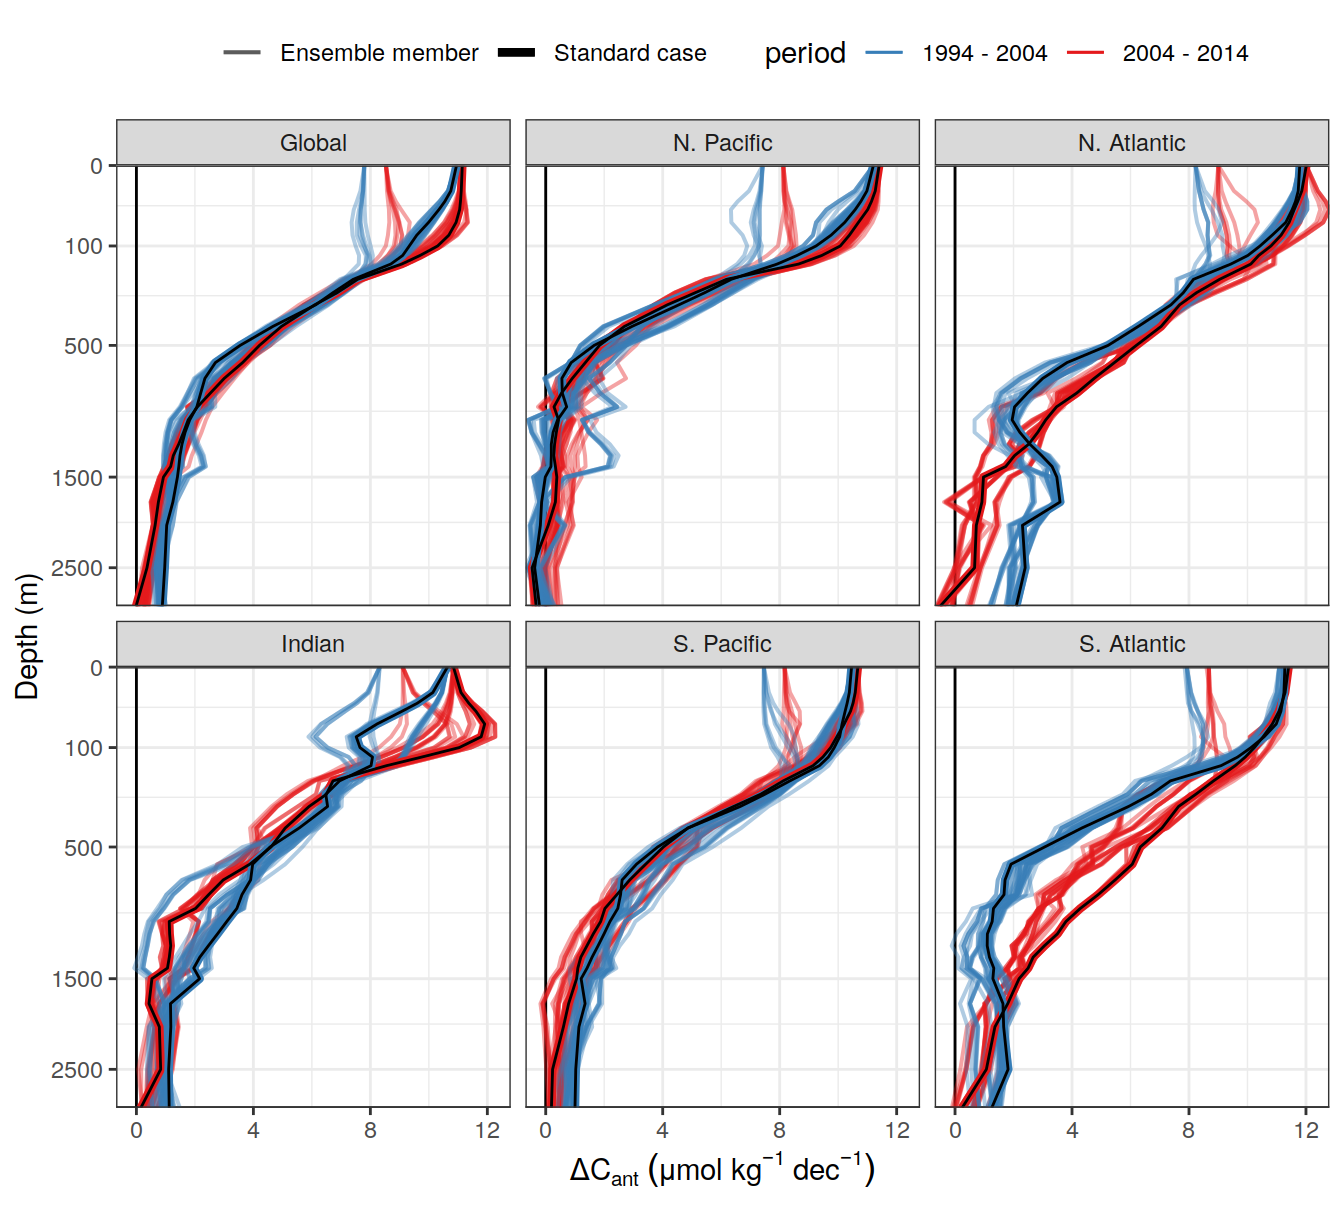 Ensemble member Standard case period 1994 - 2004 2004 - 2014
Global N. Pacific N. Atlantic
0
100
500
1500
2500
Depth (m)
Indian S. Pacific S. Atlantic
0
100
500
1500
2500
0 4 8 12 0 4 8 12 0 4 8 12
ΔCant (μmol kg⁻¹ dec⁻¹)